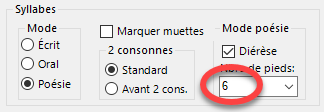 Syllabes
Mode
Écrit
Oral
Poésie
Marquer muettes
2 consonnes
Standard
Avant 2 cons.
Mode poésie
Diérèse
de pieds:
6